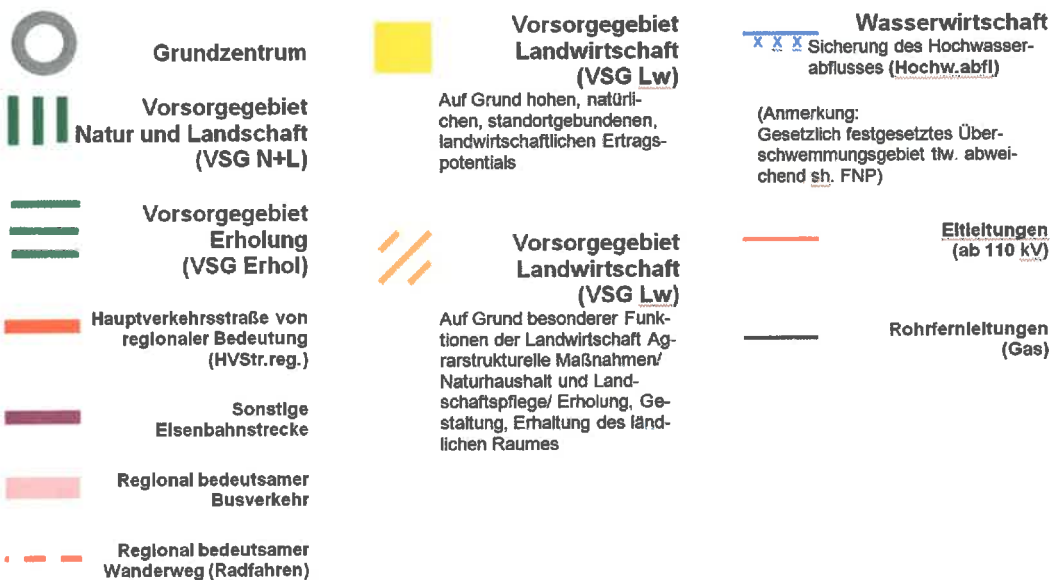 Grundzentrum
Vorsorgegebiet
Natur und Landschaft
(VSG N+L)
Vorsorgegebiet
Erholung
(VSG Erhol)
Hauptverkehrsstraße von
regionaler Bedeutung
(HVStr.reg.)
Sonstige
Eisenbahnstrecke
Regional bedeutsamer
Busverkehr
Regional bedeutsamer
Wanderweg (Radfahren)
Vorsorgegebiet
Landwirtschaft
(VSG Lw)
Auf Grund hohen, natürli-
chen, standortgebundenen,
landwirtschaftlichen Ertrags-
potentials
Vorsorgegebiet
Landwirtschaft
(VSG Lw)
Auf Grund besonderer Funk-
tionen der Landwirtschaft Ag-
rarstrukturelle Maßnahmen/
Naturhaushalt und Land-
schaftspflege/ Erholung, Ge-
staltung, Erhaltung des länd-
lichen Raumes
Wasserwirtschaft
x x x Sicherung des Hochwasser-
abflusses (Hochw.abfl)
(Anmerkung:
Gesetzlich festgesetztes Über-
schwemmungsgebiet tlw. abwei-
chend sh. FNP)
Eltleitungen
(ab 110 kV)
Rohrfernleitungen
(Gas)